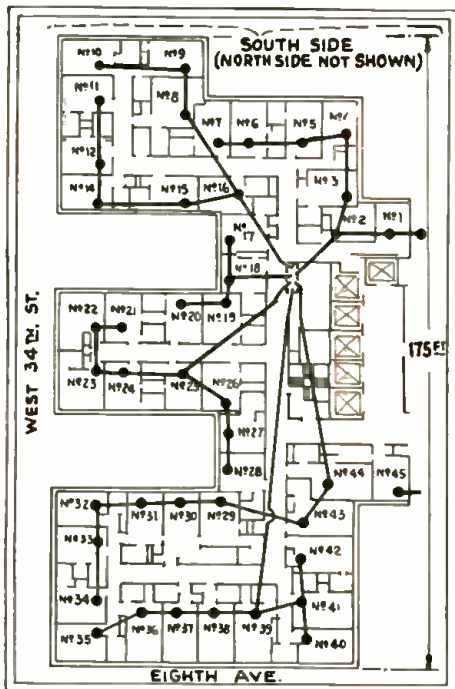 SOUTH SIDE
(NORTH SIDE NOT SHOWN)
No10
No9
No11
No8
No7
No6
No5
No4
No3
No12
No14
No15
No16
No2
No1
No17
No18
WEST 34TH. ST.
No22
No21
No20
No19
175 FT.
No23
No24
No25
No26
No27
No28
No44
No45
No32
No31
No30
No29
No43
No33
No42
No34
No41
No35
No36
No37
No38
No39
No40
EIGHTH AVE.